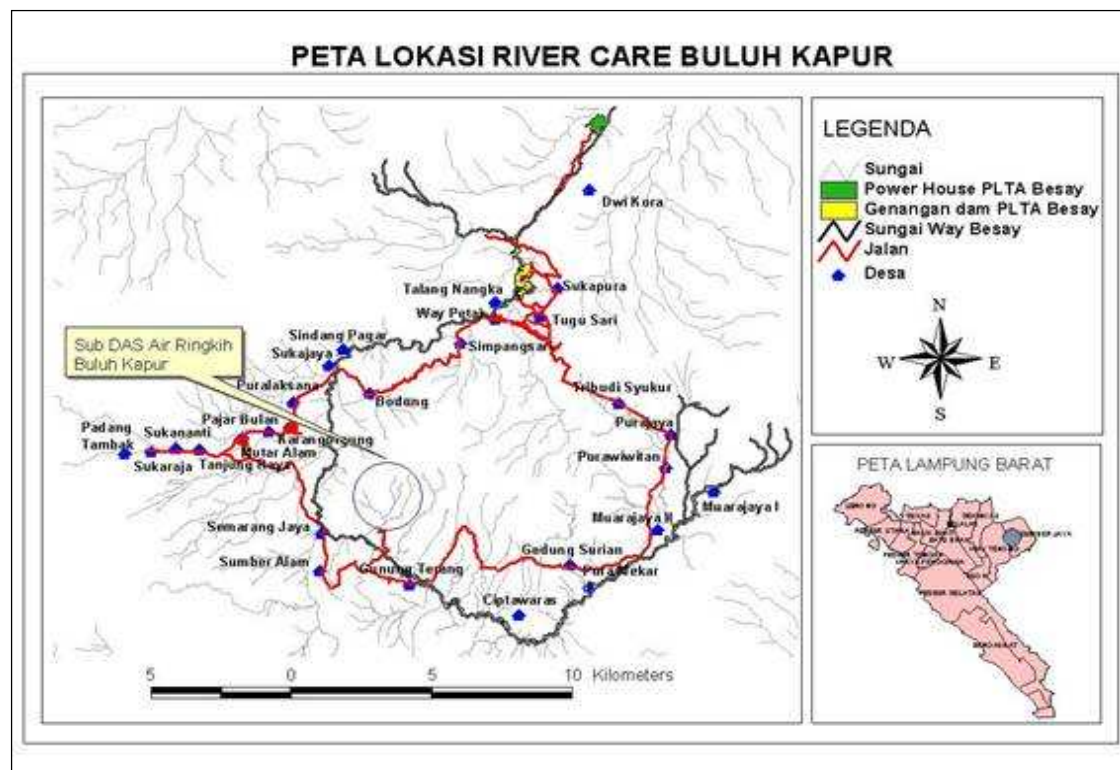 PETA LOKASI RIVER CARE BULUH KAPUR
Dwi Kora
Talang Nangka
Sukapura
Way Petai
Tugu Sari
Sindang Pagar
Simpangsari
Sukajaya
Sub DAS Air Ringkih
Buluh Kapur
Puralaksana
Bodong
Tribudi Syukur
Pajar Bulan
Purajaya
Padang
Tambak
Sukananti
Karangagung
Mutar Alam
Sukaraja
Tanjung Raya
Purawiwitan
Muarajaya I
Semarang Jaya
Muarajaya II
Sumber Alam
Gedung Surian
Gunung Terang
Pura Mekar
Ciptawaras
5 0 5 10 Kilometers
LEGENDA
Sungai
Power House PLTA Besay
Genangan dam PLTA Besay
Sungai Way Besay
Jalan
Desa
N
W E
S
PETA LAMPUNG BARAT